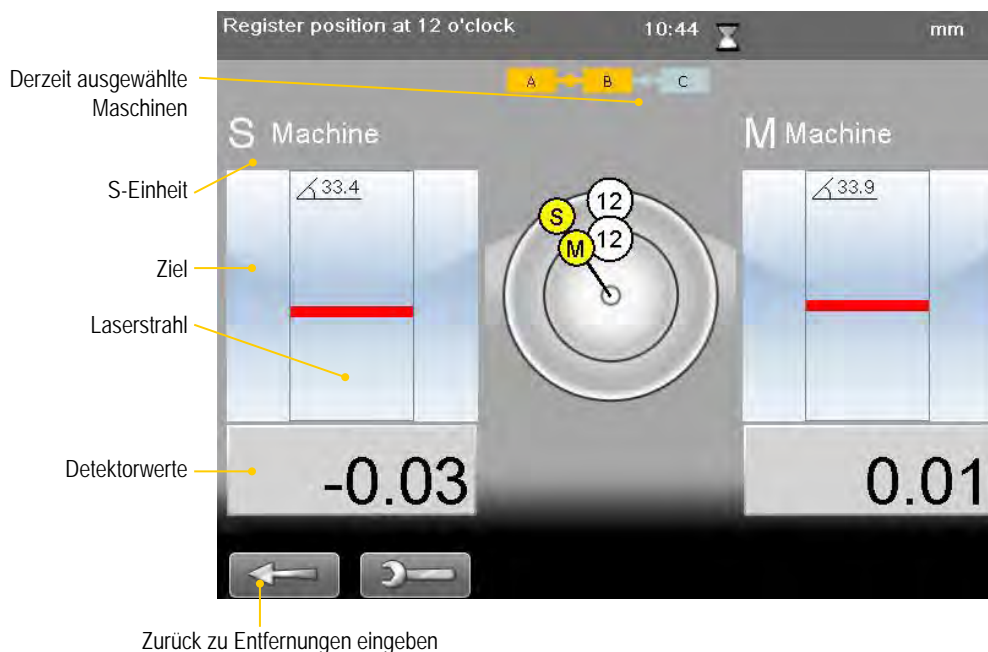 Register position at 12 o'clock 10:44 mm
Derzeit ausgewählte
Maschinen
A B C
S Machine
M Machine
S-Einheit
33.4
33.9
12
S
12
M
Ziel
Laserstrahl
Detektorwerte
-0.03
0.01
Zurück zu Entfernungen eingeben